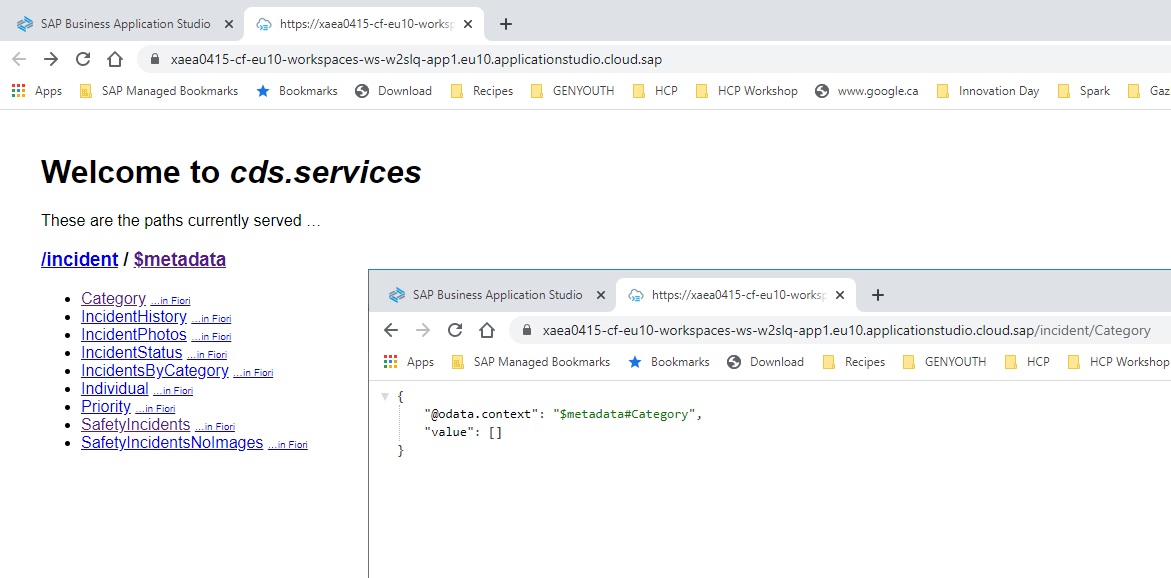 SAP Business Application Studio
https://xaea0415-cf-eu10-worksp
xaea0415-cf-eu10-workspaces-ws-w2slq-app1.eu10.applicationstudio.cloud.sap
Apps SAP Managed Bookmarks Bookmarks Download Recipes GENYOUTH HCP HCP Workshop www.google.ca Innovation Day Spark Gaz
Welcome to cds.services
These are the paths currently served …
/incident / $metadata
Category ...in Fiori
IncidentHistory ...in Fiori
IncidentPhotos ...in Fiori
IncidentStatus ...in Fiori
IncidentsByCategory ...in Fiori
Individual ...in Fiori
Priority ...in Fiori
SafetyIncidents ...in Fiori
SafetyIncidentsNoImages ...in Fiori
SAP Business Application Studio
https://xaea0415-cf-eu10-worksp
xaea0415-cf-eu10-workspaces-ws-w2slq-app1.eu10.applicationstudio.cloud.sap/incident/Category
Apps SAP Managed Bookmarks Bookmarks Download Recipes GENYOUTH HCP HCP Workshop
{
"@odata.context": "$metadata#Category",
"value": []
}